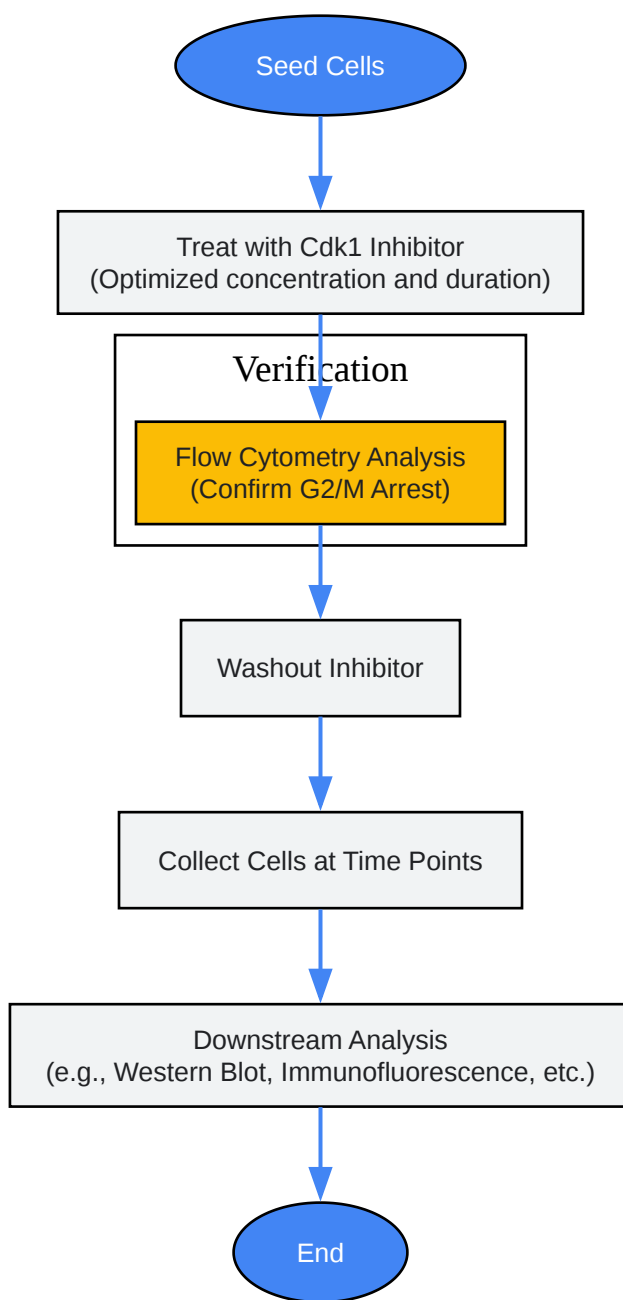 Seed Cells
Treat with Cdk1 Inhibitor
(Optimized concentration and duration)
Verification
Flow Cytometry Analysis
(Confirm G2/M Arrest)
Washout Inhibitor
Collect Cells at Time Points
Downstream Analysis
(e.g., Western Blot, Immunofluorescence, etc.)
End